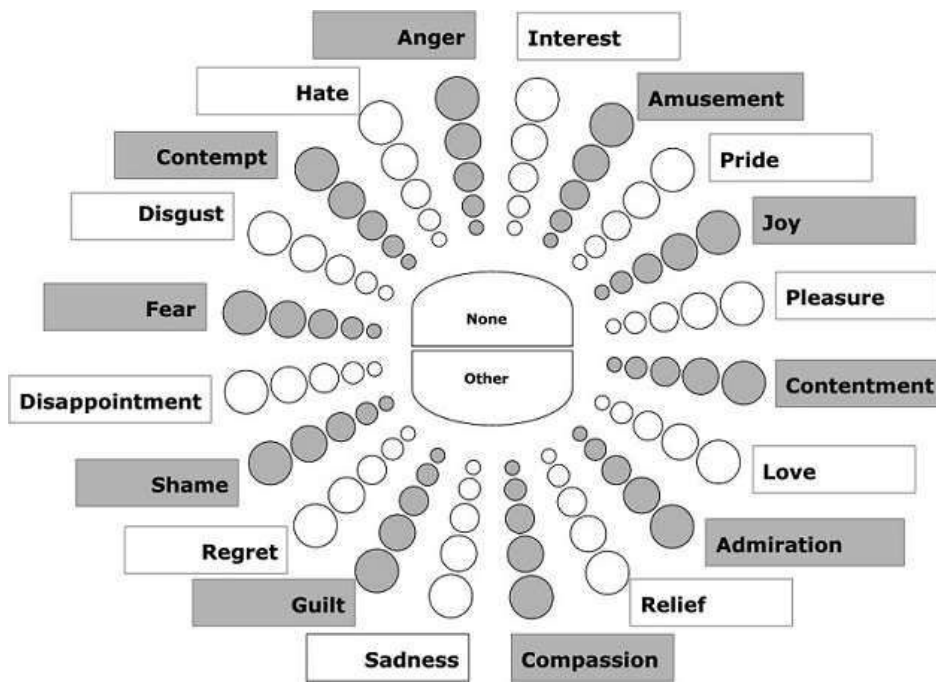 Anger
Interest
Hate
Amusement
Contempt
Pride
Disgust
Joy
Fear
Pleasure
None
Other
Disappointment
Contentment
Shame
Love
Regret
Admiration
Guilt
Relief
Sadness
Compassion